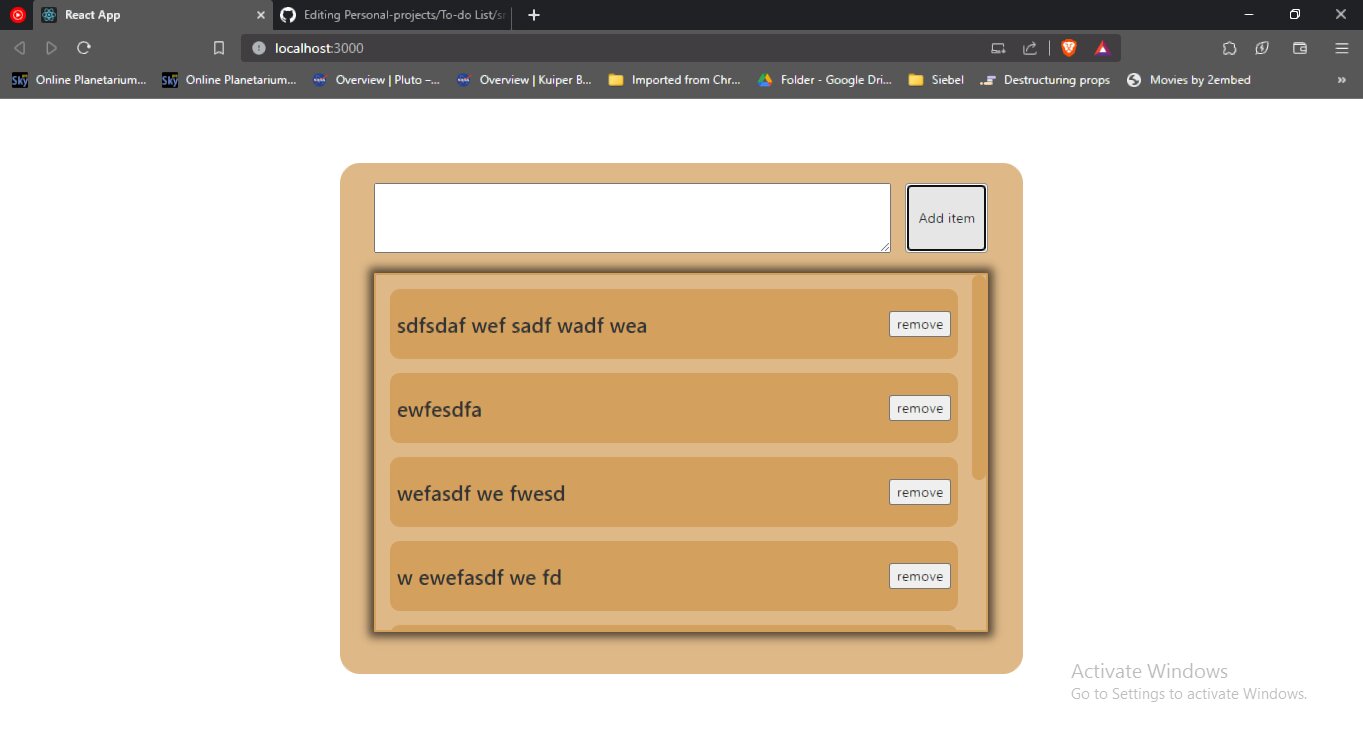 React App
Editing Personal-projects/To-do List/sr
localhost:3000
Online Planetarium... Online Planetarium... Overview | Pluto –... Overview | Kuiper B... Imported from Chr... Folder - Google Dri... Siebel Destructuring props Movies by 2embed »
Add item
sdfsdaf wef sadf wadf wea remove
ewfesdfa remove
wefasdf we fwesd remove
w ewefasdf we fd remove
Activate Windows
Go to Settings to activate Windows.